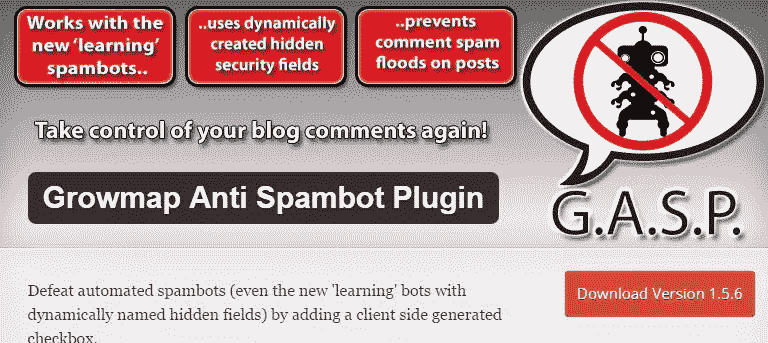 Works with the
new ‘learning’
spambots..
..uses dynamically
created hidden
security fields
..prevents
comment spam
floods on posts
Take control of your blog comments again!
Growmap Anti Spambot Plugin
G.A.S.P.
Defeat automated spambots (even the new 'learning' bots with
dynamically named hidden fields) by adding a client side generated
checkbox.
Download Version 1.5.6